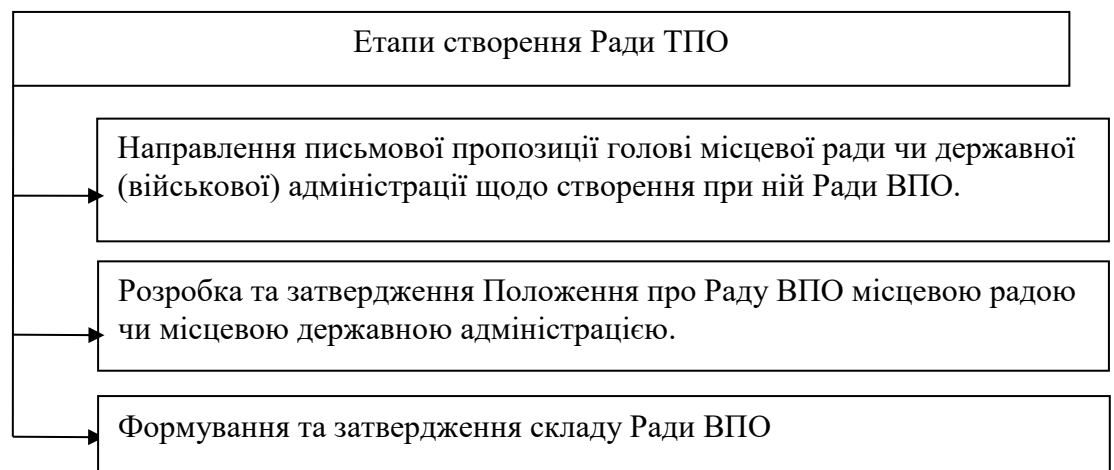 Етапи створення Ради ТПО
Направлення письмової пропозиції голові місцевої ради чи державної
(військової) адміністрації щодо створення при ній Ради ВПО.
Розробка та затвердження Положення про Раду ВПО місцевою радою
чи місцевою державною адміністрацією.
Формування та затвердження складу Ради ВПО